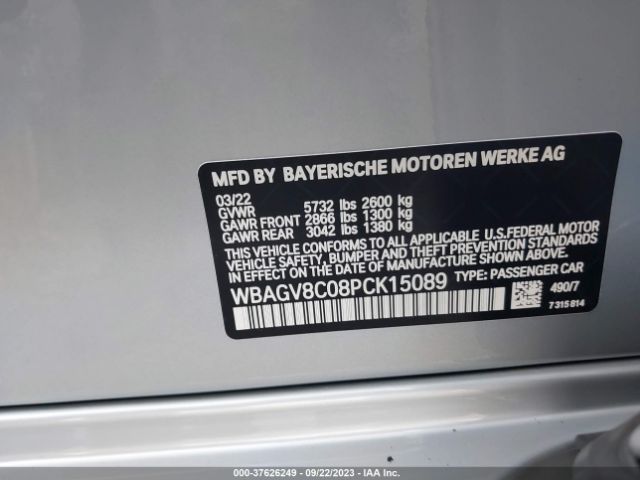 MFD BY BAYERISCHE MOTOREN WERKE AG
03/22
GVWR 5732 lbs 2600 kg
GAWR FRONT 2866 lbs 1300 kg
GAWR REAR 3042 lbs 1380 kg
THIS VEHICLE CONFORMS TO ALL APPLICABLE U.S.FEDERAL MOTOR
VEHICLE SAFETY, BUMPER AND THEFT PREVENTION STANDARDS
IN EFFECT ON THE DATE OF MANUFACTURE SHOWN ABOVE.
WBAGV8C08PCK15089 TYPE: PASSENGER CAR
490/7
7315814
000-37626249 - 09/22/2023 - IAA Inc.